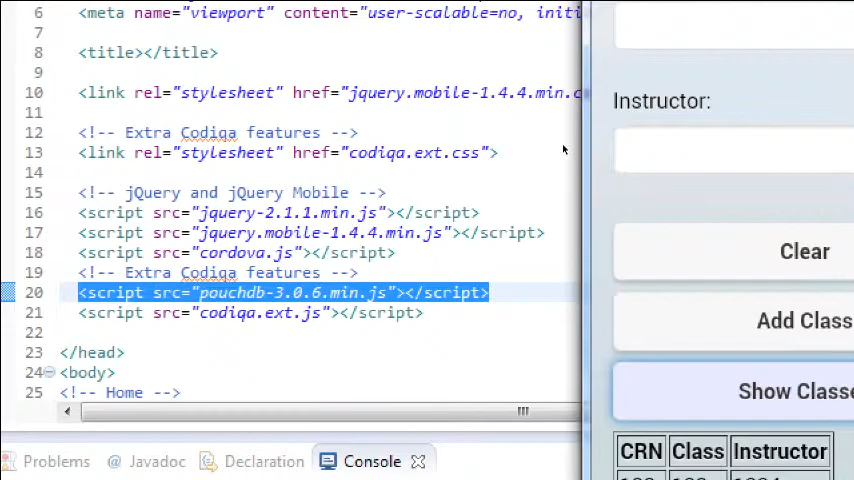 6 <meta name="viewport" content="user-scalable=no, initi
7
8 <title></title>
9
10 <link rel="stylesheet" href="jquery.mobile-1.4.4.min.c
11
12 <!-- Extra Codiqa features -->
13 <link rel="stylesheet" href="codiqa.ext.css">
14
15 <!-- jQuery and jQuery Mobile -->
16 <script src="jquery-2.1.1.min.js"></script>
17 <script src="jquery.mobile-1.4.4.min.js"></script>
18 <script src="cordova.js"></script>
19 <!-- Extra Codiqa features -->
20 <script src="pouchdb-3.0.6.min.js"></script>
21 <script src="codiqa.ext.js"></script>
22
23 </head>
24 <body>
25 <!-- Home -->
Problems @ Javadoc Declaration Console
Instructor:
Clear
Add Class
Show Classe
CRN Class Instructor